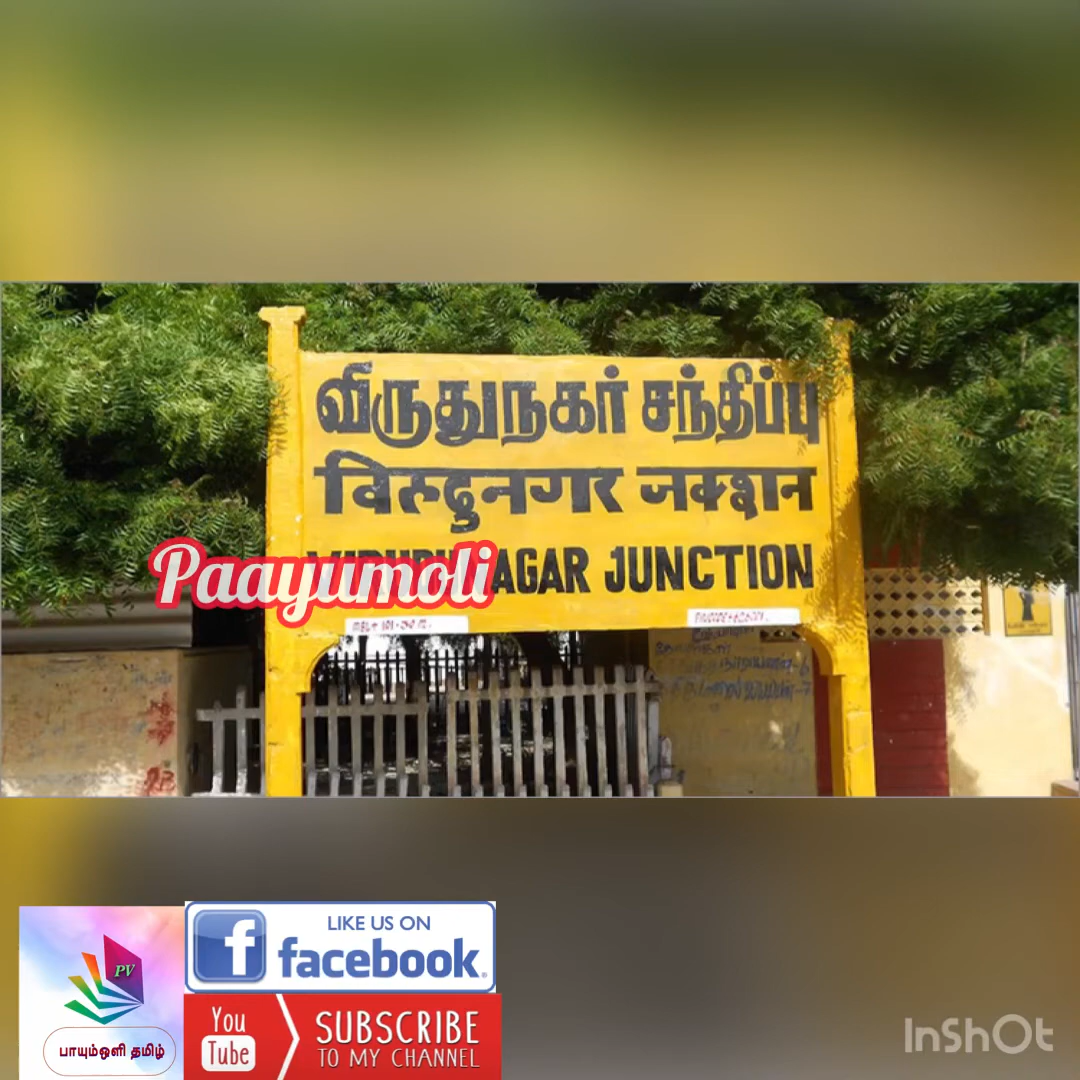 விருதுநகர் சந்திப்பு
विरुदुनगर जंक्शन
Paayumoli
AGAR JUNCTION
PV
பாயும்ஒளி தமிழ்
LIKE US ON
facebook
You
Tube
SUBSCRIBE
TO MY CHANNEL
InShOt